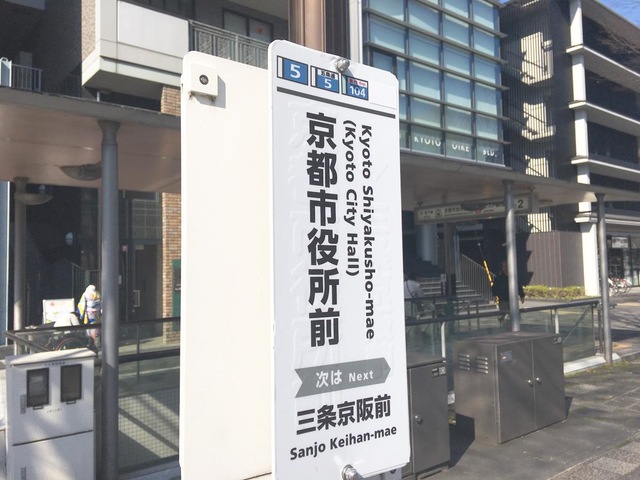 5 5 104
京都市役所前
Kyoto Shiyakusho-mae
(Kyoto City Hall)
次は Next
三条京阪前
Sanjo Keihan-mae
KYOTO OIKE BLD.
2